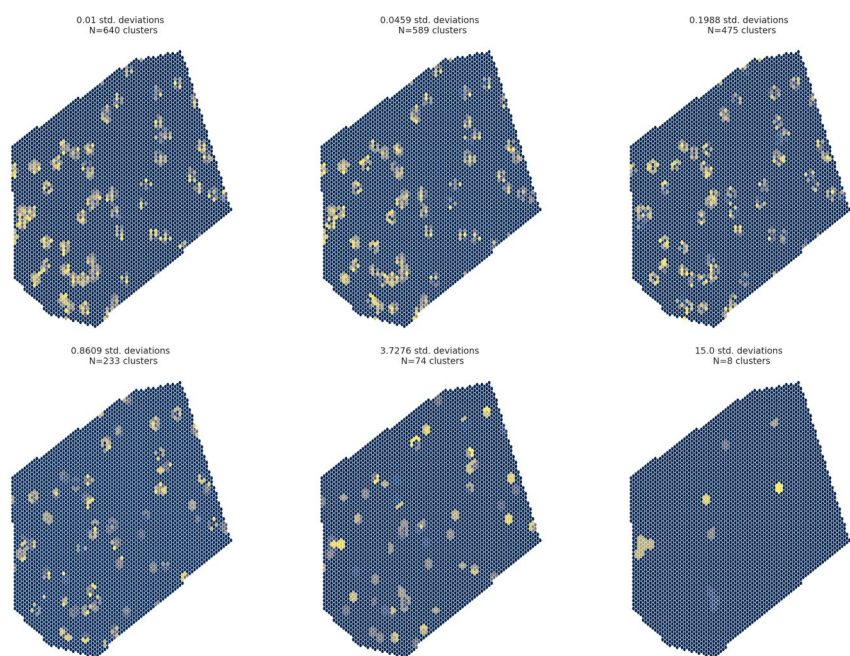 0.01 std. deviations
N=640 clusters
0.0459 std. deviations
N=589 clusters
0.1988 std. deviations
N=475 clusters
0.8609 std. deviations
N=233 clusters
3.7276 std. deviations
N=74 clusters
15.0 std. deviations
N=8 clusters